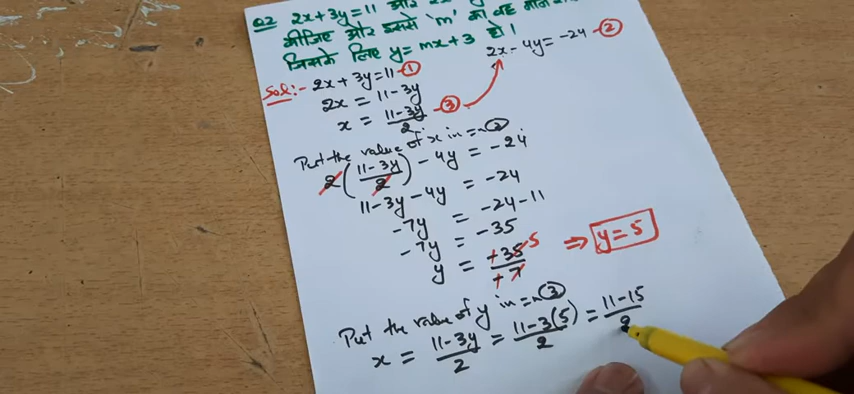 Q2 2x+3y=11 और
कीजिए और इससे 'm' का वह मान
जिसके लिए y=mx+3 हो।
2x-4y=-24 -②
Sol:- 2x+3y=11 -①
2x = 11-3y
x = (11-3y)/2 -③
Put the value of x in =n ②
2((11-3y)/2) - 4y = -24
11-3y-4y = -24
-7y = -24-11
-7y = -35
y = +35/+7 5 ⇒ y=5
Put the value of y in =n ③
x = (11-3y)/2 = (11-3(5))/2 = (11-15)/2